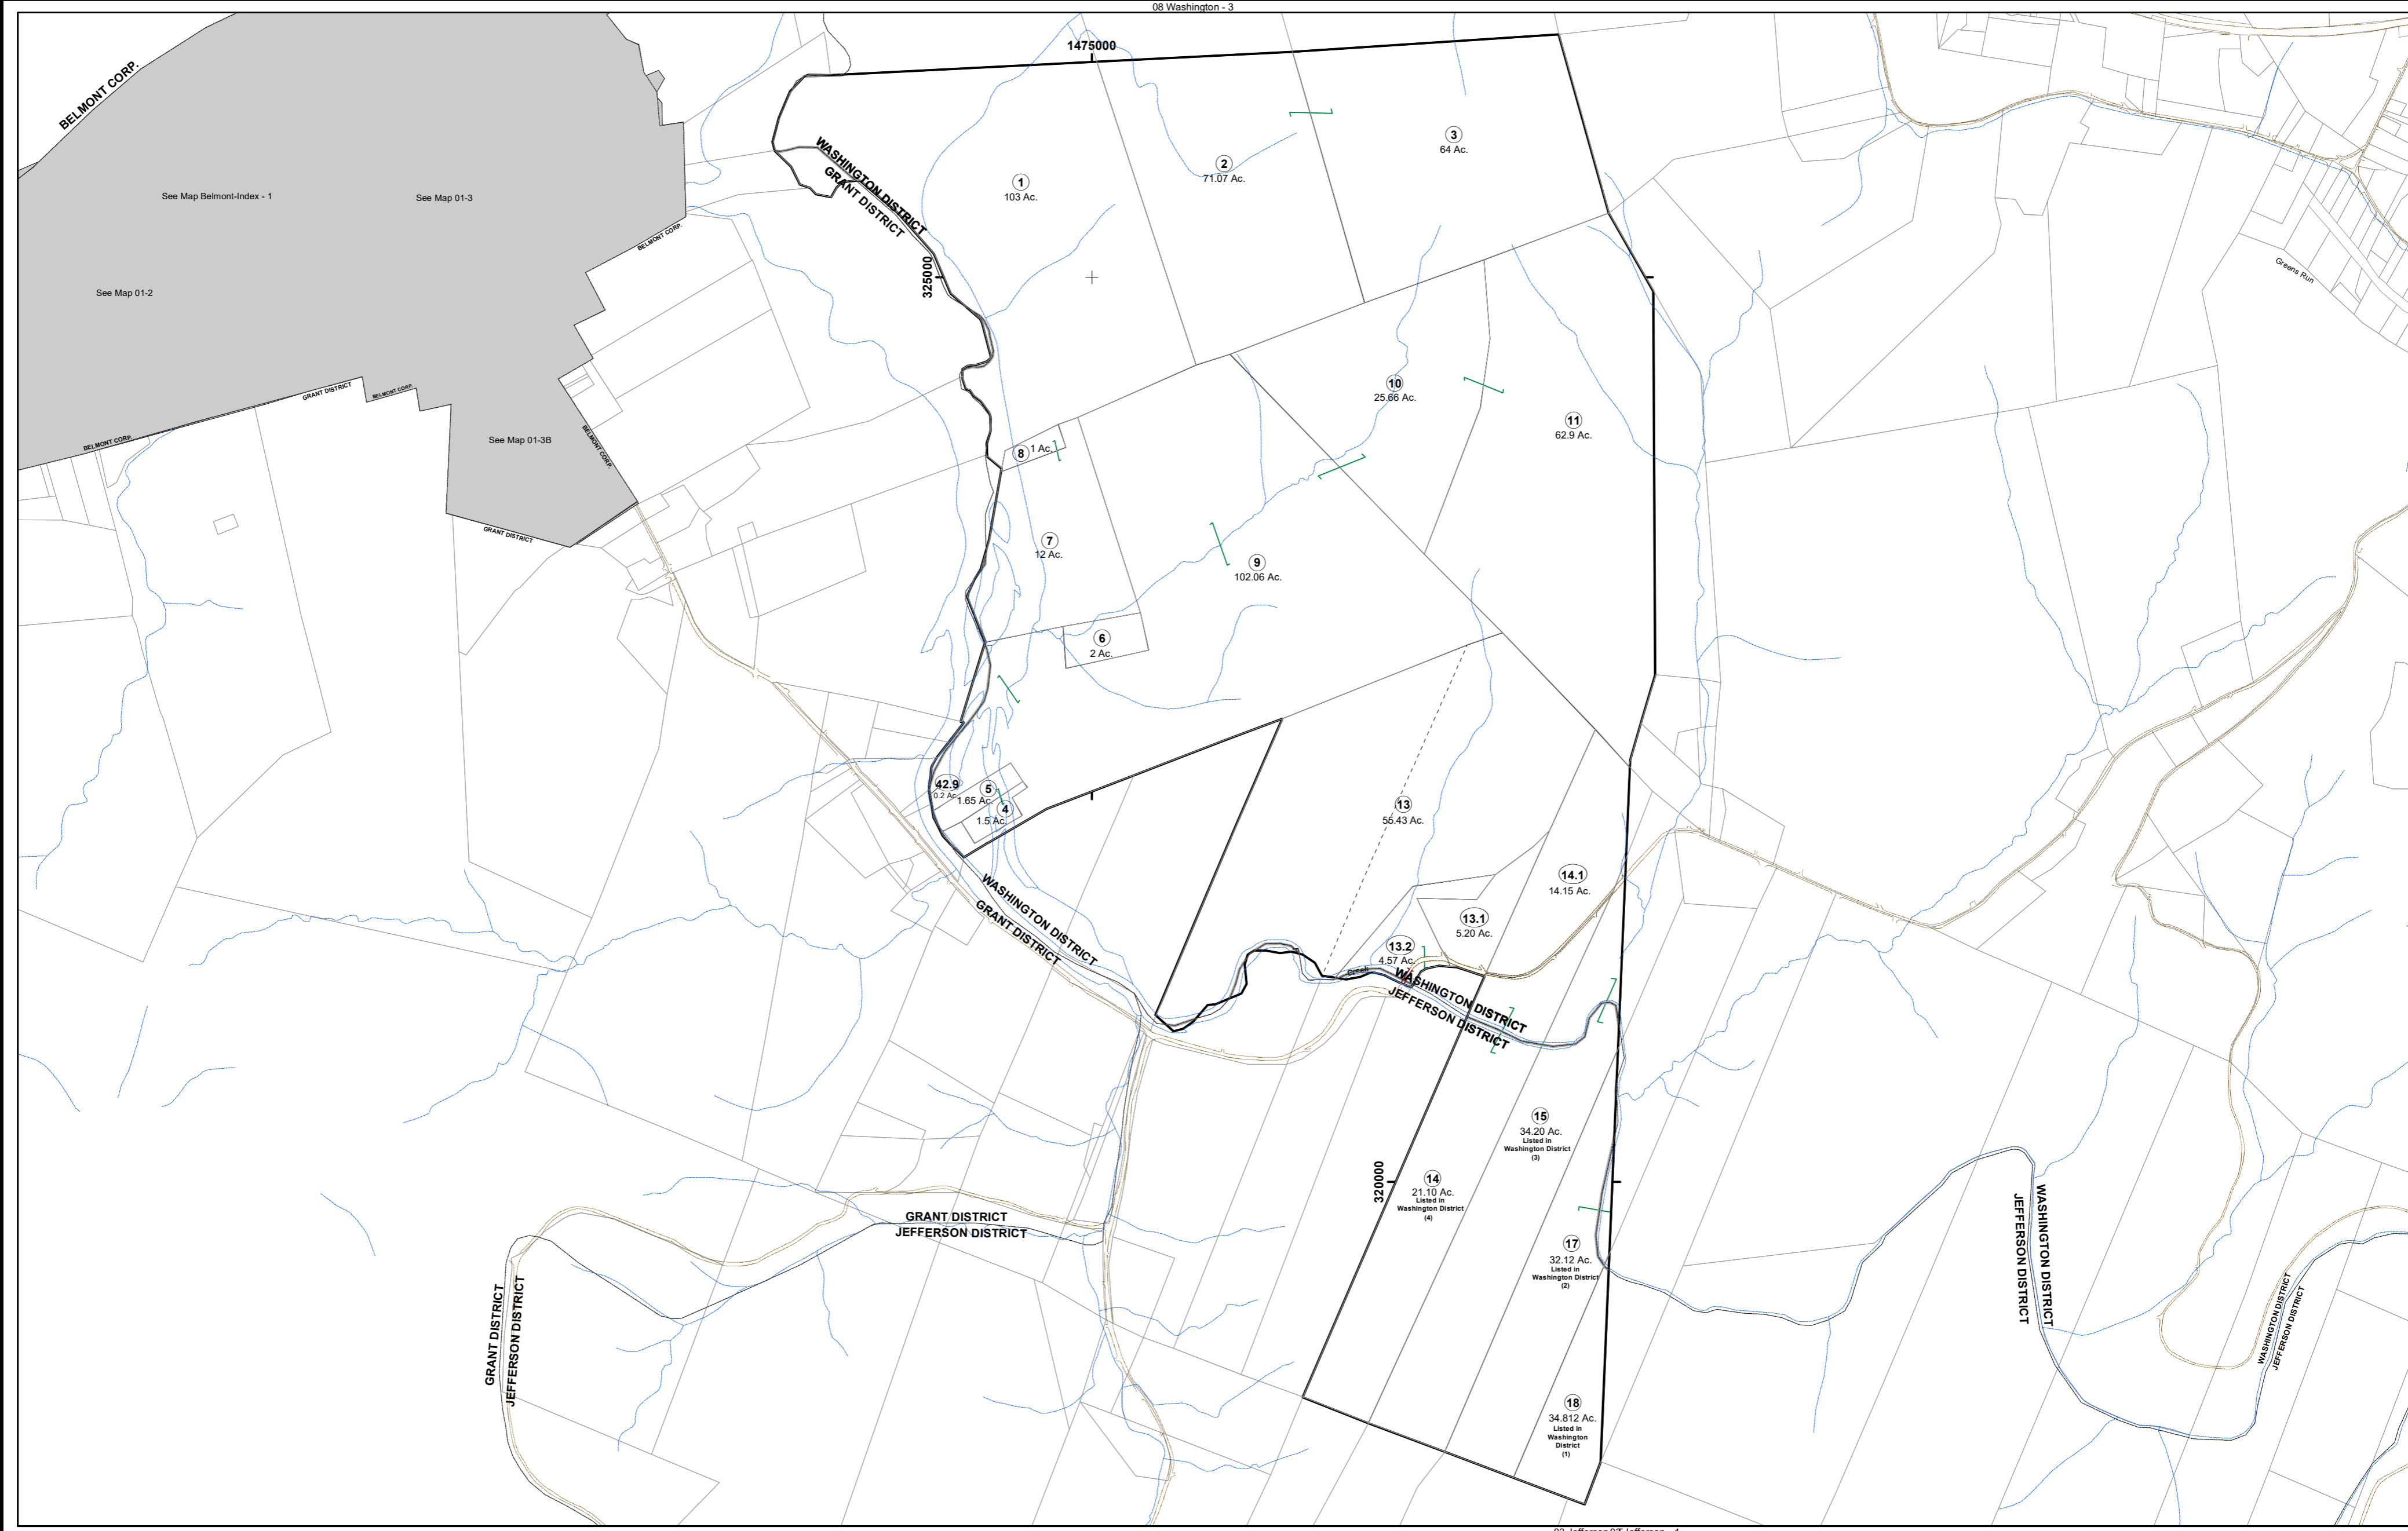 08 Washington - 3
1475000
BELMONT CORP.
See Map Belmont-Index - 1
See Map 01-3
See Map 01-2
See Map 01-3B
BELMONT CORP.
GRANT DISTRICT
BELMONT CORP.
BELMONT CORP.
BELMONT CORP.
GRANT DISTRICT
WASHINGTON DISTRICT
GRANT DISTRICT
325000
1
103 Ac.
2
71.07 Ac.
3
64 Ac.
Greens Run
10
25.66 Ac.
11
62.9 Ac.
8
1 Ac.
7
12 Ac.
9
102.06 Ac.
6
2 Ac.
42.9
0.2 Ac.
5
1.65 Ac.
4
1.5 Ac.
13
55.43 Ac.
14.1
14.15 Ac.
13.1
5.20 Ac.
13.2
4.57 Ac.
Creek
WASHINGTON DISTRICT
GRANT DISTRICT
WASHINGTON DISTRICT
JEFFERSON DISTRICT
15
34.20 Ac.
Listed in
Washington District
(3)
320000
14
21.10 Ac.
Listed in
Washington District
(4)
17
32.12 Ac.
Listed in
Washington District
(2)
18
34.812 Ac.
Listed in
Washington
District
(1)
GRANT DISTRICT
JEFFERSON DISTRICT
GRANT DISTRICT
JEFFERSON DISTRICT
JEFFERSON DISTRICT
WASHINGTON DISTRICT
WASHINGTON DISTRICT
JEFFERSON DISTRICT